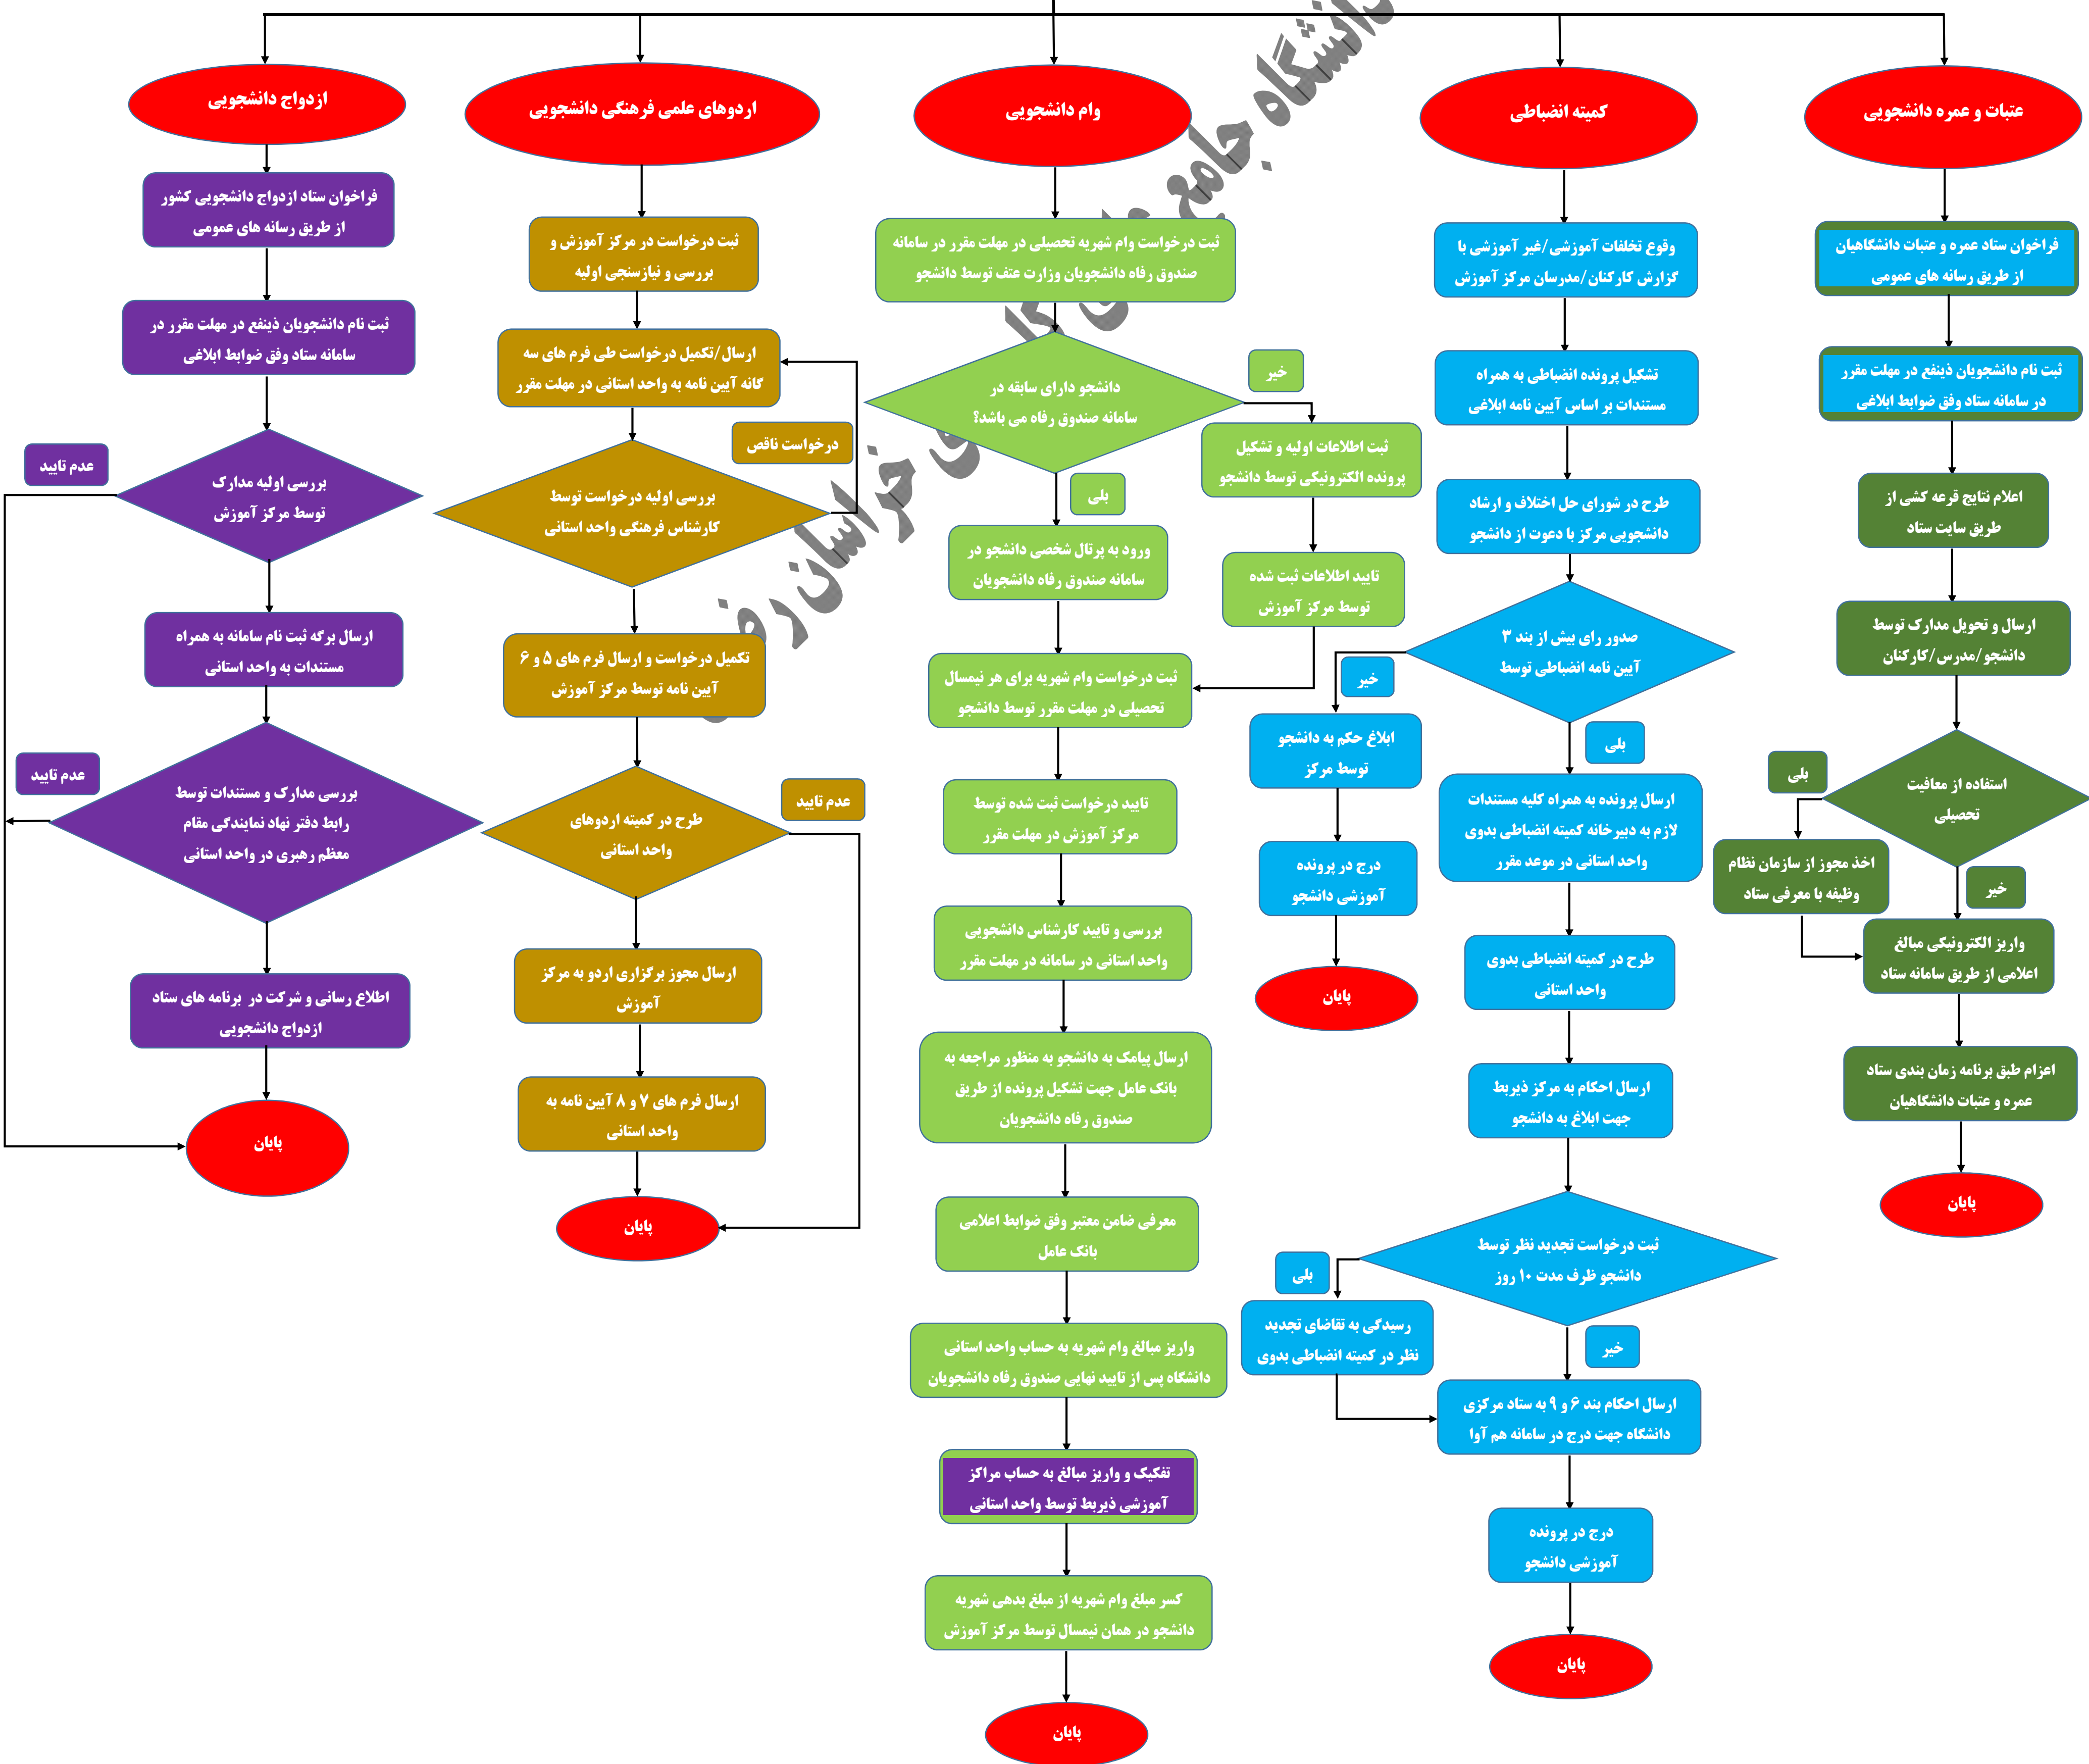 عتبات و عمره دانشجویی
فراخوان ستاد عمره و عتبات دانشگاهیان
از طریق رسانه های عمومی
ثبت نام دانشجویان ذینفع در مهلت مقرر
در سامانه ستاد وفق ضوابط ابلاغی
اعلام نتایج قرعه کشی از
طریق سایت ستاد
ارسال و تحویل مدارک توسط
دانشجو/مدرس/کارکنان
استفاده از معافیت
تحصیلی
بلی
اخذ مجوز از سازمان نظام
وظیفه با معرفی ستاد
خیر
واریز الکترونیکی مبالغ
اعلامی از طریق سامانه ستاد
اعزام طبق برنامه زمان بندی ستاد
عمره و عتبات دانشگاهیان
پایان
کمیته انضباطی
وقوع تخلفات آموزشی/غیر آموزشی با
گزارش کارکنان/مدرسان مرکز آموزش
تشکیل پرونده انضباطی به همراه
مستندات بر اساس آیین نامه ابلاغی
طرح در شورای حل اختلاف و ارشاد
دانشجویی مرکز با دعوت از دانشجو
صدور رای بیش از بند ۳
آیین نامه انضباطی توسط
خیر
ابلاغ حکم به دانشجو
توسط مرکز
درج در پرونده
آموزشی دانشجو
پایان
بلی
ارسال پرونده به همراه کلیه مستندات
لازم به دبیرخانه کمیته انضباطی بدوی
واحد استانی در موعد مقرر
طرح در کمیته انضباطی بدوی
واحد استانی
ارسال احکام به مرکز ذیربط
جهت ابلاغ به دانشجو
ثبت درخواست تجدید نظر توسط
دانشجو ظرف مدت ۱۰ روز
بلی
رسیدگی به تقاضای تجدید
نظر در کمیته انضباطی بدوی
خیر
ارسال احکام بند ۶ و ۹ به ستاد مرکزی
دانشگاه جهت درج در سامانه هم آوا
درج در پرونده
آموزشی دانشجو
پایان
وام دانشجویی
ثبت درخواست وام شهریه تحصیلی در مهلت مقرر در سامانه
صندوق رفاه دانشجویان وزارت عتف توسط دانشجو
دانشجو دارای سابقه در
سامانه صندوق رفاه می باشد؟
خیر
ثبت اطلاعات اولیه و تشکیل
پرونده الکترونیکی توسط دانشجو
تایید اطلاعات ثبت شده
توسط مرکز آموزش
بلی
ورود به پرتال شخصی دانشجو در
سامانه صندوق رفاه دانشجویان
ثبت درخواست وام شهریه برای هر نیمسال
تحصیلی در مهلت مقرر توسط دانشجو
تایید درخواست ثبت شده توسط
مرکز آموزش در مهلت مقرر
بررسی و تایید کارشناس دانشجویی
واحد استانی در سامانه در مهلت مقرر
ارسال پیامک به دانشجو به منظور مراجعه به
بانک عامل جهت تشکیل پرونده از طریق
صندوق رفاه دانشجویان
معرفی ضامن معتبر وفق ضوابط اعلامی
بانک عامل
واریز مبالغ وام شهریه به حساب واحد استانی
دانشگاه پس از تایید نهایی صندوق رفاه دانشجویان
تفکیک و واریز مبالغ به حساب مراکز
آموزشی ذیربط توسط واحد استانی
کسر مبلغ وام شهریه از مبلغ بدهی شهریه
دانشجو در همان نیمسال توسط مرکز آموزش
پایان
اردوهای علمی فرهنگی دانشجویی
ثبت درخواست در مرکز آموزش و
بررسی و نیازسنجی اولیه
ارسال/تکمیل درخواست طی فرم های سه
گانه آیین نامه به واحد استانی در مهلت مقرر
درخواست ناقص
بررسی اولیه درخواست توسط
کارشناس فرهنگی واحد استانی
تکمیل درخواست و ارسال فرم های ۵ و ۶
آیین نامه توسط مرکز آموزش
عدم تایید
طرح در کمیته اردوهای
واحد استانی
ارسال مجوز برگزاری اردو به مرکز
آموزش
ارسال فرم های ۷ و ۸ آیین نامه به
واحد استانی
پایان
ازدواج دانشجویی
فراخوان ستاد ازدواج دانشجویی کشور
از طریق رسانه های عمومی
ثبت نام دانشجویان ذینفع در مهلت مقرر در
سامانه ستاد وفق ضوابط ابلاغی
بررسی اولیه مدارک
توسط مرکز آموزش
عدم تایید
ارسال برگه ثبت نام سامانه به همراه
مستندات به واحد استانی
بررسی مدارک و مستندات توسط
رابط دفتر نهاد نمایندگی مقام
معظم رهبری در واحد استانی
عدم تایید
اطلاع رسانی و شرکت در برنامه های ستاد
ازدواج دانشجویی
پایان
دانشگاه جامع خراسان